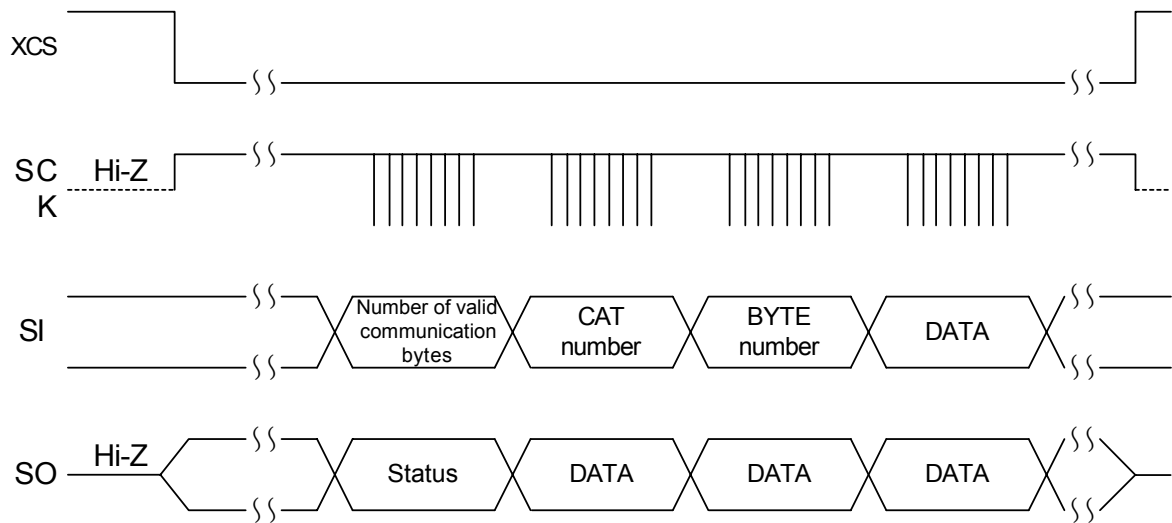 XCS
SC
K
Hi-Z
SI
Number of valid
communication
bytes
CAT
number
BYTE
number
DATA
SO
Hi-Z
Status
DATA
DATA
DATA